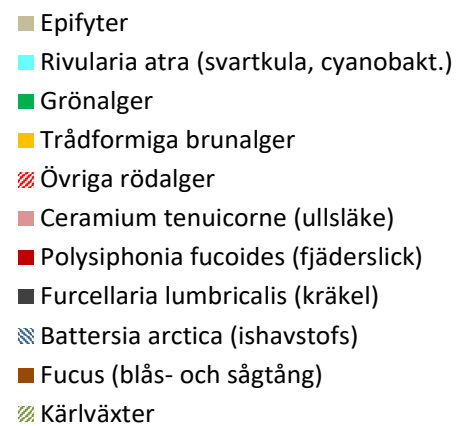 Epifyter
Rivularia atra (svartkula, cyanobakt.)
Grönalger
Trådformiga brunalger
Övriga rödalger
Ceramium tenuicorne (ullsläke)
Polysiphonia fucoides (fjäderslick)
Furcellaria lumbricalis (kräkel)
Battersia arctica (ishavstofs)
Fucus (blås- och sågtång)
Kärlväxter